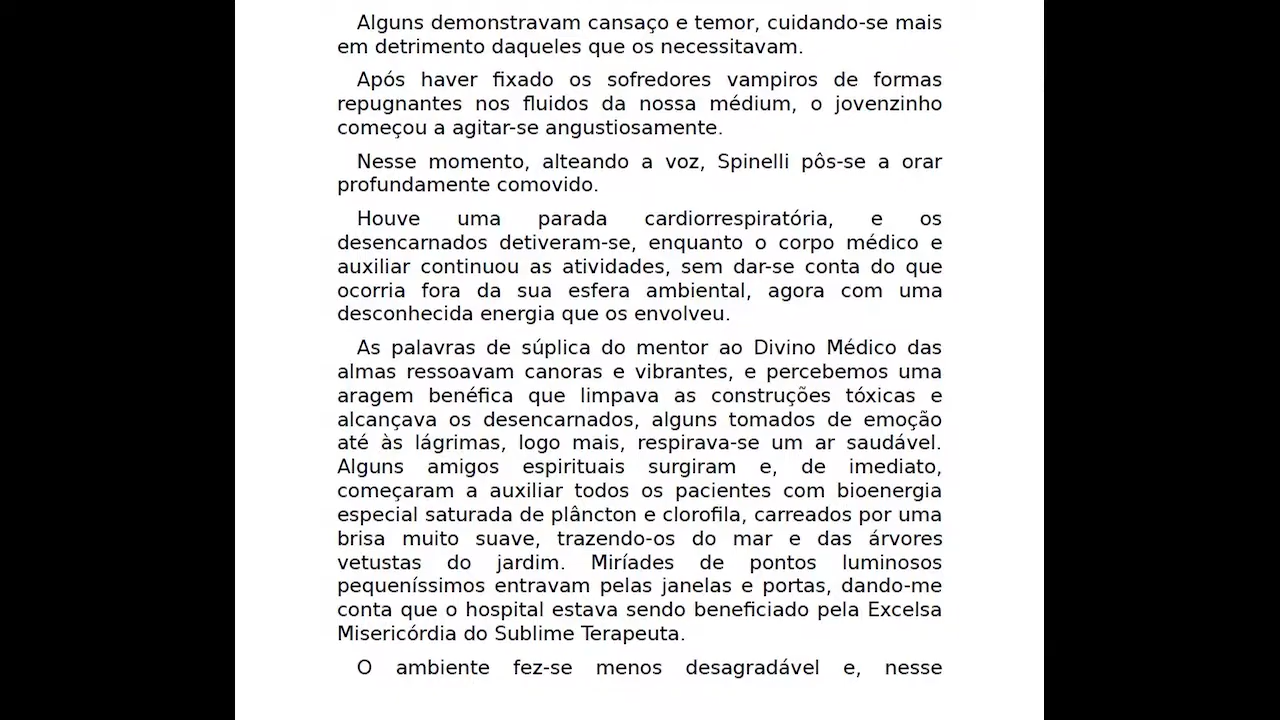 Alguns demonstravam cansaço e temor, cuidando-se mais
em detrimento daqueles que os necessitavam.
Após haver fixado os sofredores vampiros de formas
repugnantes nos fluidos da nossa médium, o jovenzinho
começou a agitar-se angustiosamente.
Nesse momento, alteando a voz, Spinelli pôs-se a orar
profundamente comovido.
Houve uma parada cardiorrespiratória, e os
desencarnados detiveram-se, enquanto o corpo médico e
auxiliar continuou as atividades, sem dar-se conta do que
ocorria fora da sua esfera ambiental, agora com uma
desconhecida energia que os envolveu.
As palavras de súplica do mentor ao Divino Médico das
almas ressoavam canoras e vibrantes, e percebemos uma
aragem benéfica que limpava as construções tóxicas e
alcançava os desencarnados, alguns tomados de emoção
até às lágrimas, logo mais, respirava-se um ar saudável.
Alguns amigos espirituais surgiram e, de imediato,
começaram a auxiliar todos os pacientes com bioenergia
especial saturada de plâncton e clorofila, carreados por uma
brisa muito suave, trazendo-os do mar e das árvores
vetustas do jardim. Miríades de pontos luminosos
pequeníssimos entravam pelas janelas e portas, dando-me
conta que o hospital estava sendo beneficiado pela Excelsa
Misericórdia do Sublime Terapeuta.
O ambiente fez-se menos desagradável e, nesse